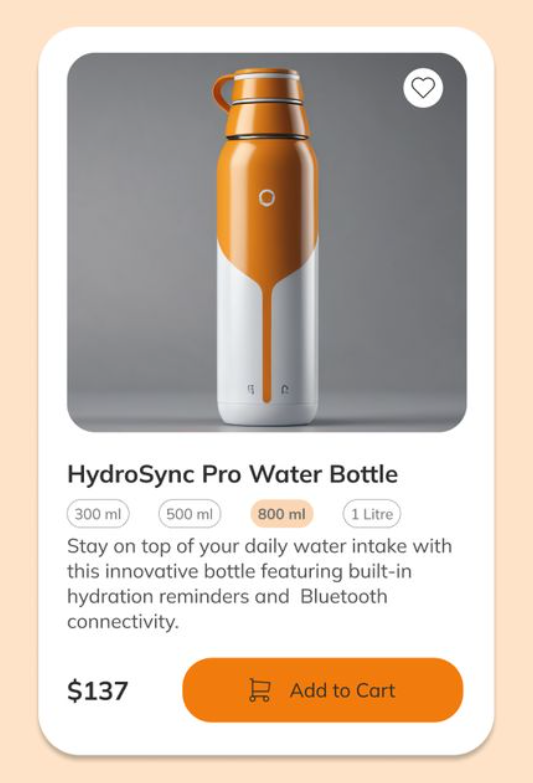 HydroSync Pro Water Bottle
300 ml 500 ml 800 ml 1 Litre
Stay on top of your daily water intake with
this innovative bottle featuring built-in
hydration reminders and  Bluetooth
connectivity.
$137 Add to Cart